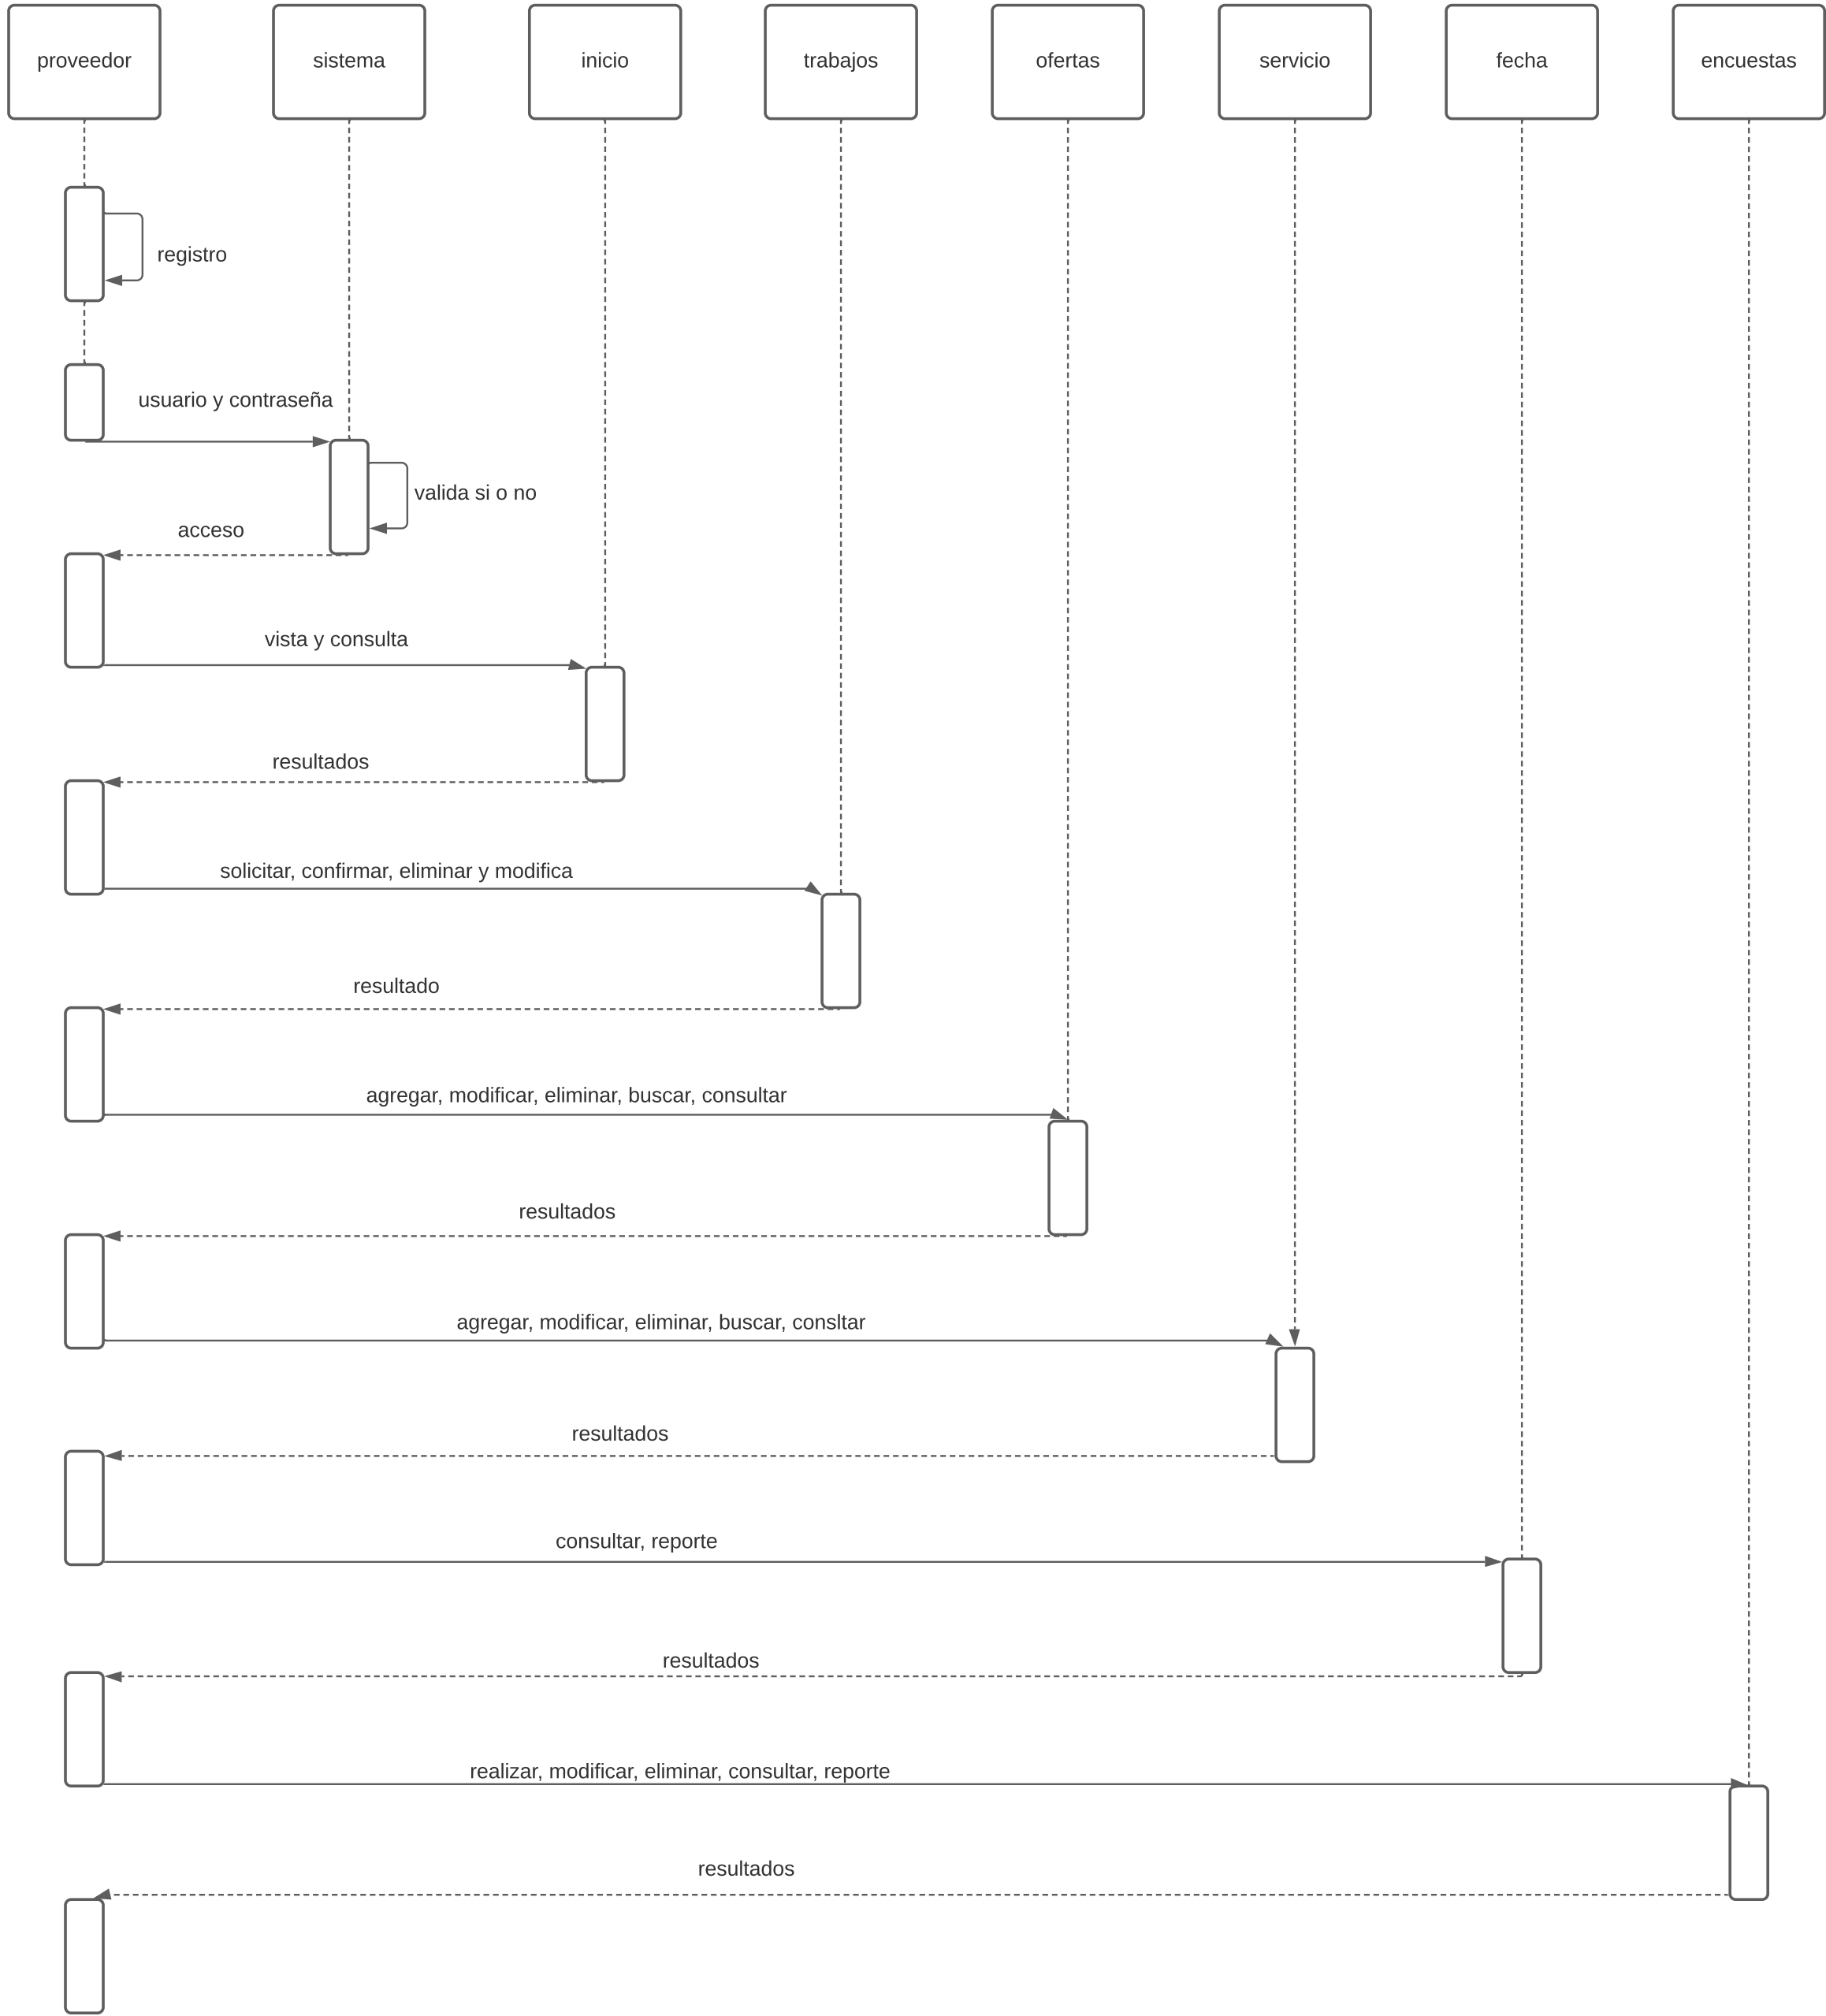 proveedor
sistema
inicio
trabajos
ofertas
servicio
fecha
encuestas
registro
usuario y contraseña
valida si o no
acceso
vista y consulta
resultados
solicitar, confirmar, eliminar y modifica
resultado
agregar, modificar, eliminar, buscar, consultar
resultados
agregar, modificar, eliminar, buscar, consltar
resultados
consultar, reporte
resultados
realizar, modificar, eliminar, consultar, reporte
resultados